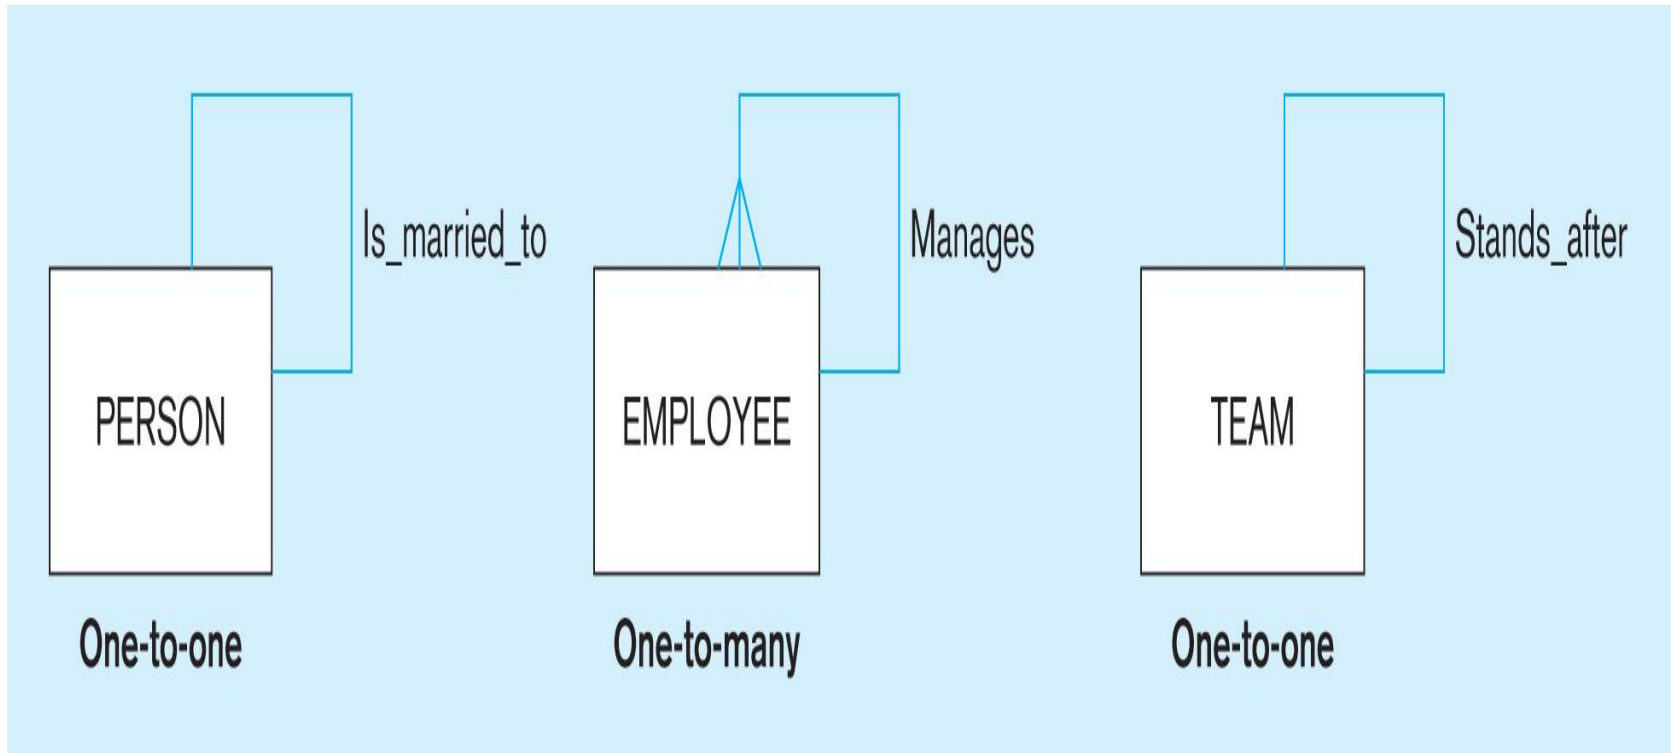 Is_married_to
PERSON
One-to-one
Manages
EMPLOYEE
One-to-many
Stands_after
TEAM
One-to-one